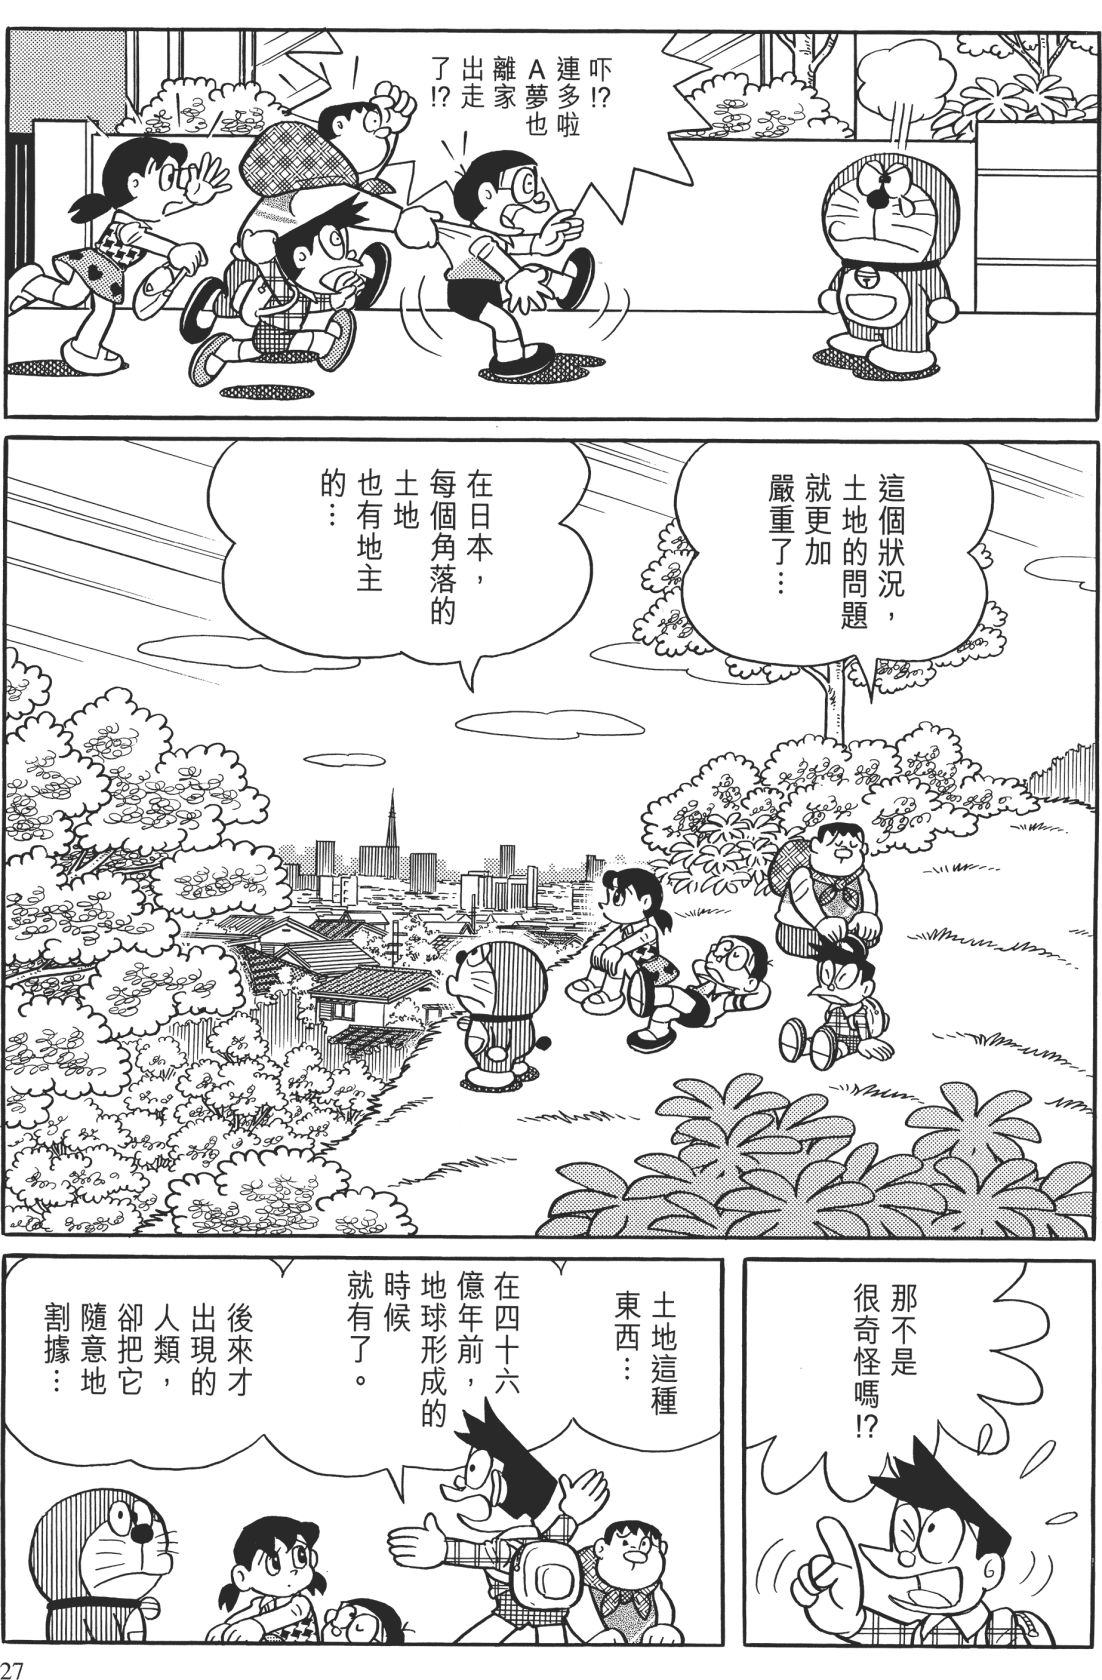 吓!?
連多啦
A夢也
離家
出走
了!?
這個狀況，
土地的問題
就更加
嚴重了…
在日本，
每個角落的
土地
也有地主
的…
那不是
很奇怪嗎!?
土地這種
東西…
在四十六
億年前，
地球形成的
時候
就有了。
後來才
出現的
人類，
卻把它
隨意地
割據…
27